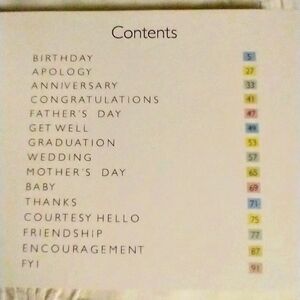 Contents
BIRTHDAY 5
APOLOGY 27
ANNIVERSARY 33
CONGRATULATIONS 41
FATHER'S DAY 47
GET WELL 49
GRADUATION 53
WEDDING 57
MOTHER'S DAY 65
BABY 69
THANKS 71
COURTESY HELLO 75
FRIENDSHIP 77
ENCOURAGEMENT 87
FYI 91